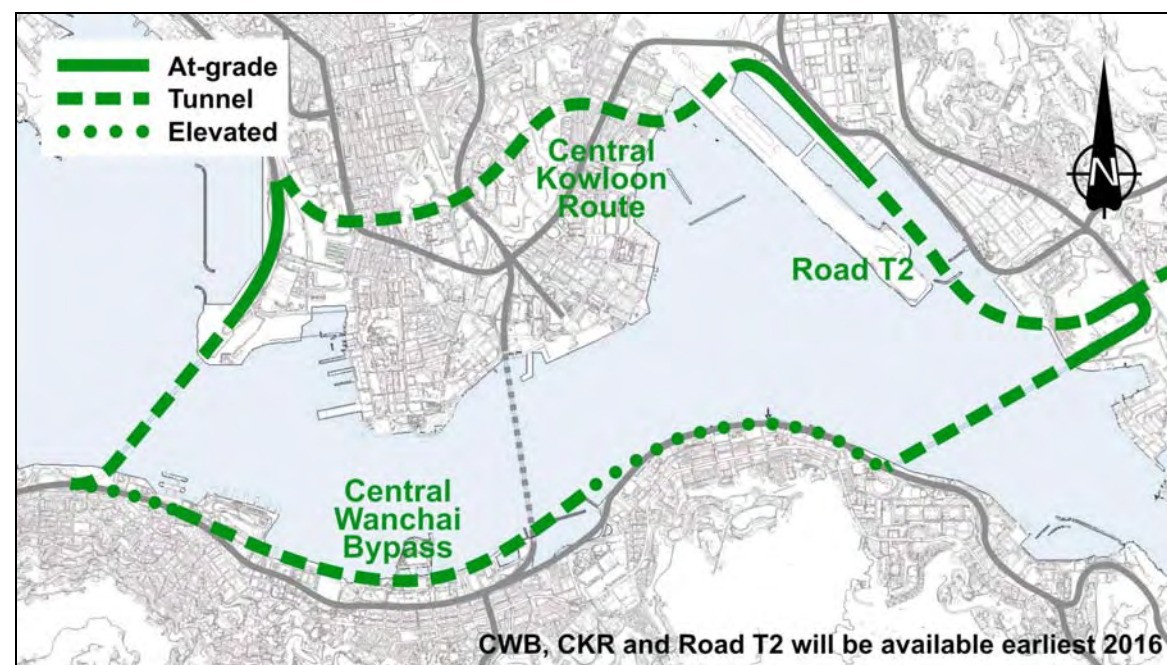 At-grade
Tunnel
Elevated
Central
Kowloon
Route
N
Road T2
Central
Wanchai
Bypass
CWB, CKR and Road T2 will be available earliest 2016